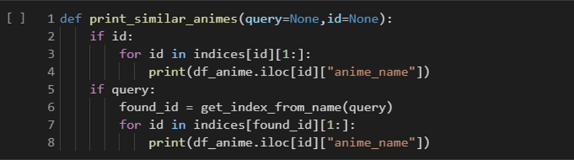 [ ] 1 def print_similar_animes(query=None,id=None):
2     if id:
3         for id in indices[id][1:]:
4             print(df_anime.iloc[id]["anime_name"])
5     if query:
6         found_id = get_index_from_name(query)
7         for id in indices[found_id][1:]:
8             print(df_anime.iloc[id]["anime_name"])